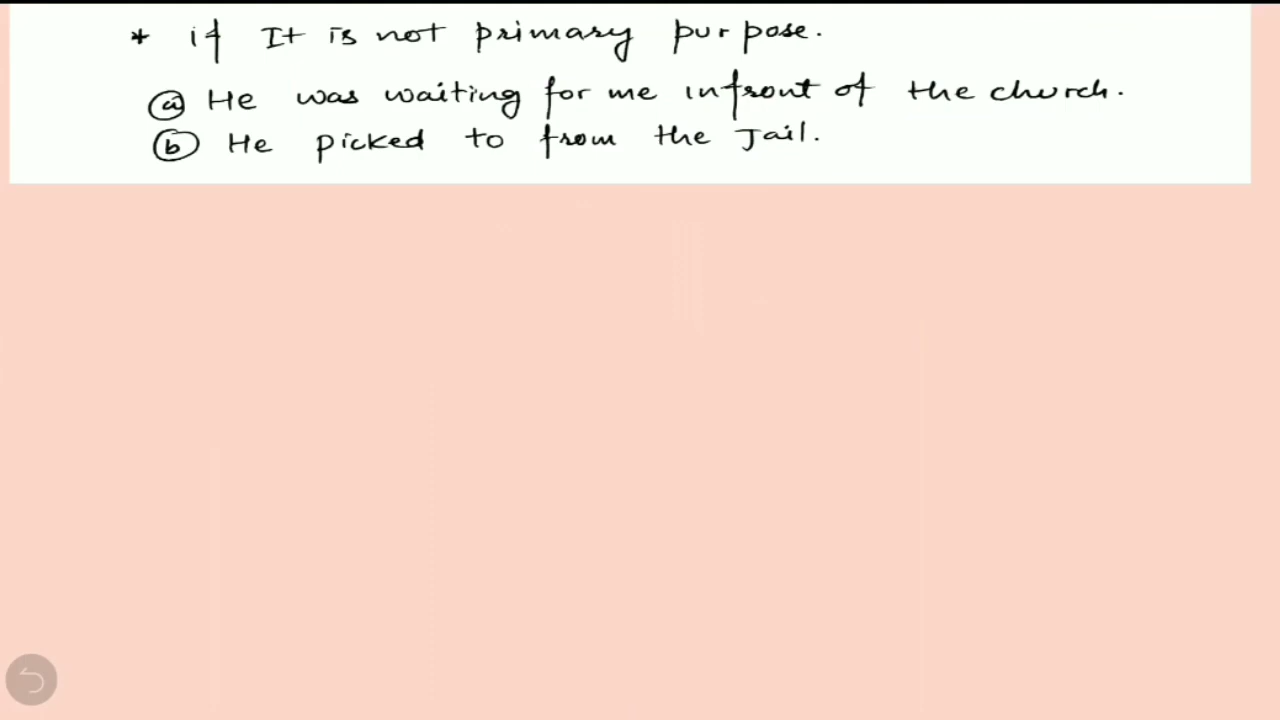 * if It is not primary purpose.
(a) He was waiting for me infront of the church.
(b) He picked to from the Jail.